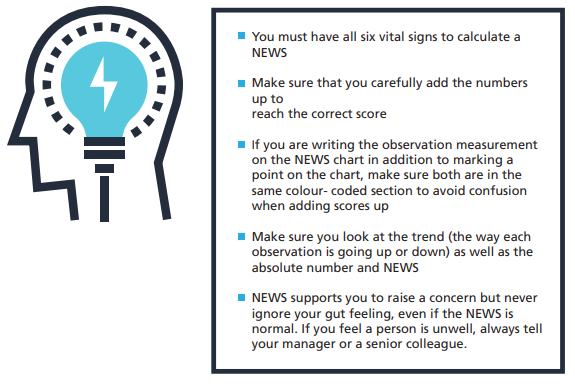 You must have all six vital signs to calculate a
NEWS
Make sure that you carefully add the numbers
up to
reach the correct score
If you are writing the observation measurement
on the NEWS chart in addition to marking a
point on the chart, make sure both are in the
same colour- coded section to avoid confusion
when adding scores up
Make sure you look at the trend (the way each
observation is going up or down) as well as the
absolute number and NEWS
NEWS supports you to raise a concern but never
ignore your gut feeling, even if the NEWS is
normal. If you feel a person is unwell, always tell
your manager or a senior colleague.